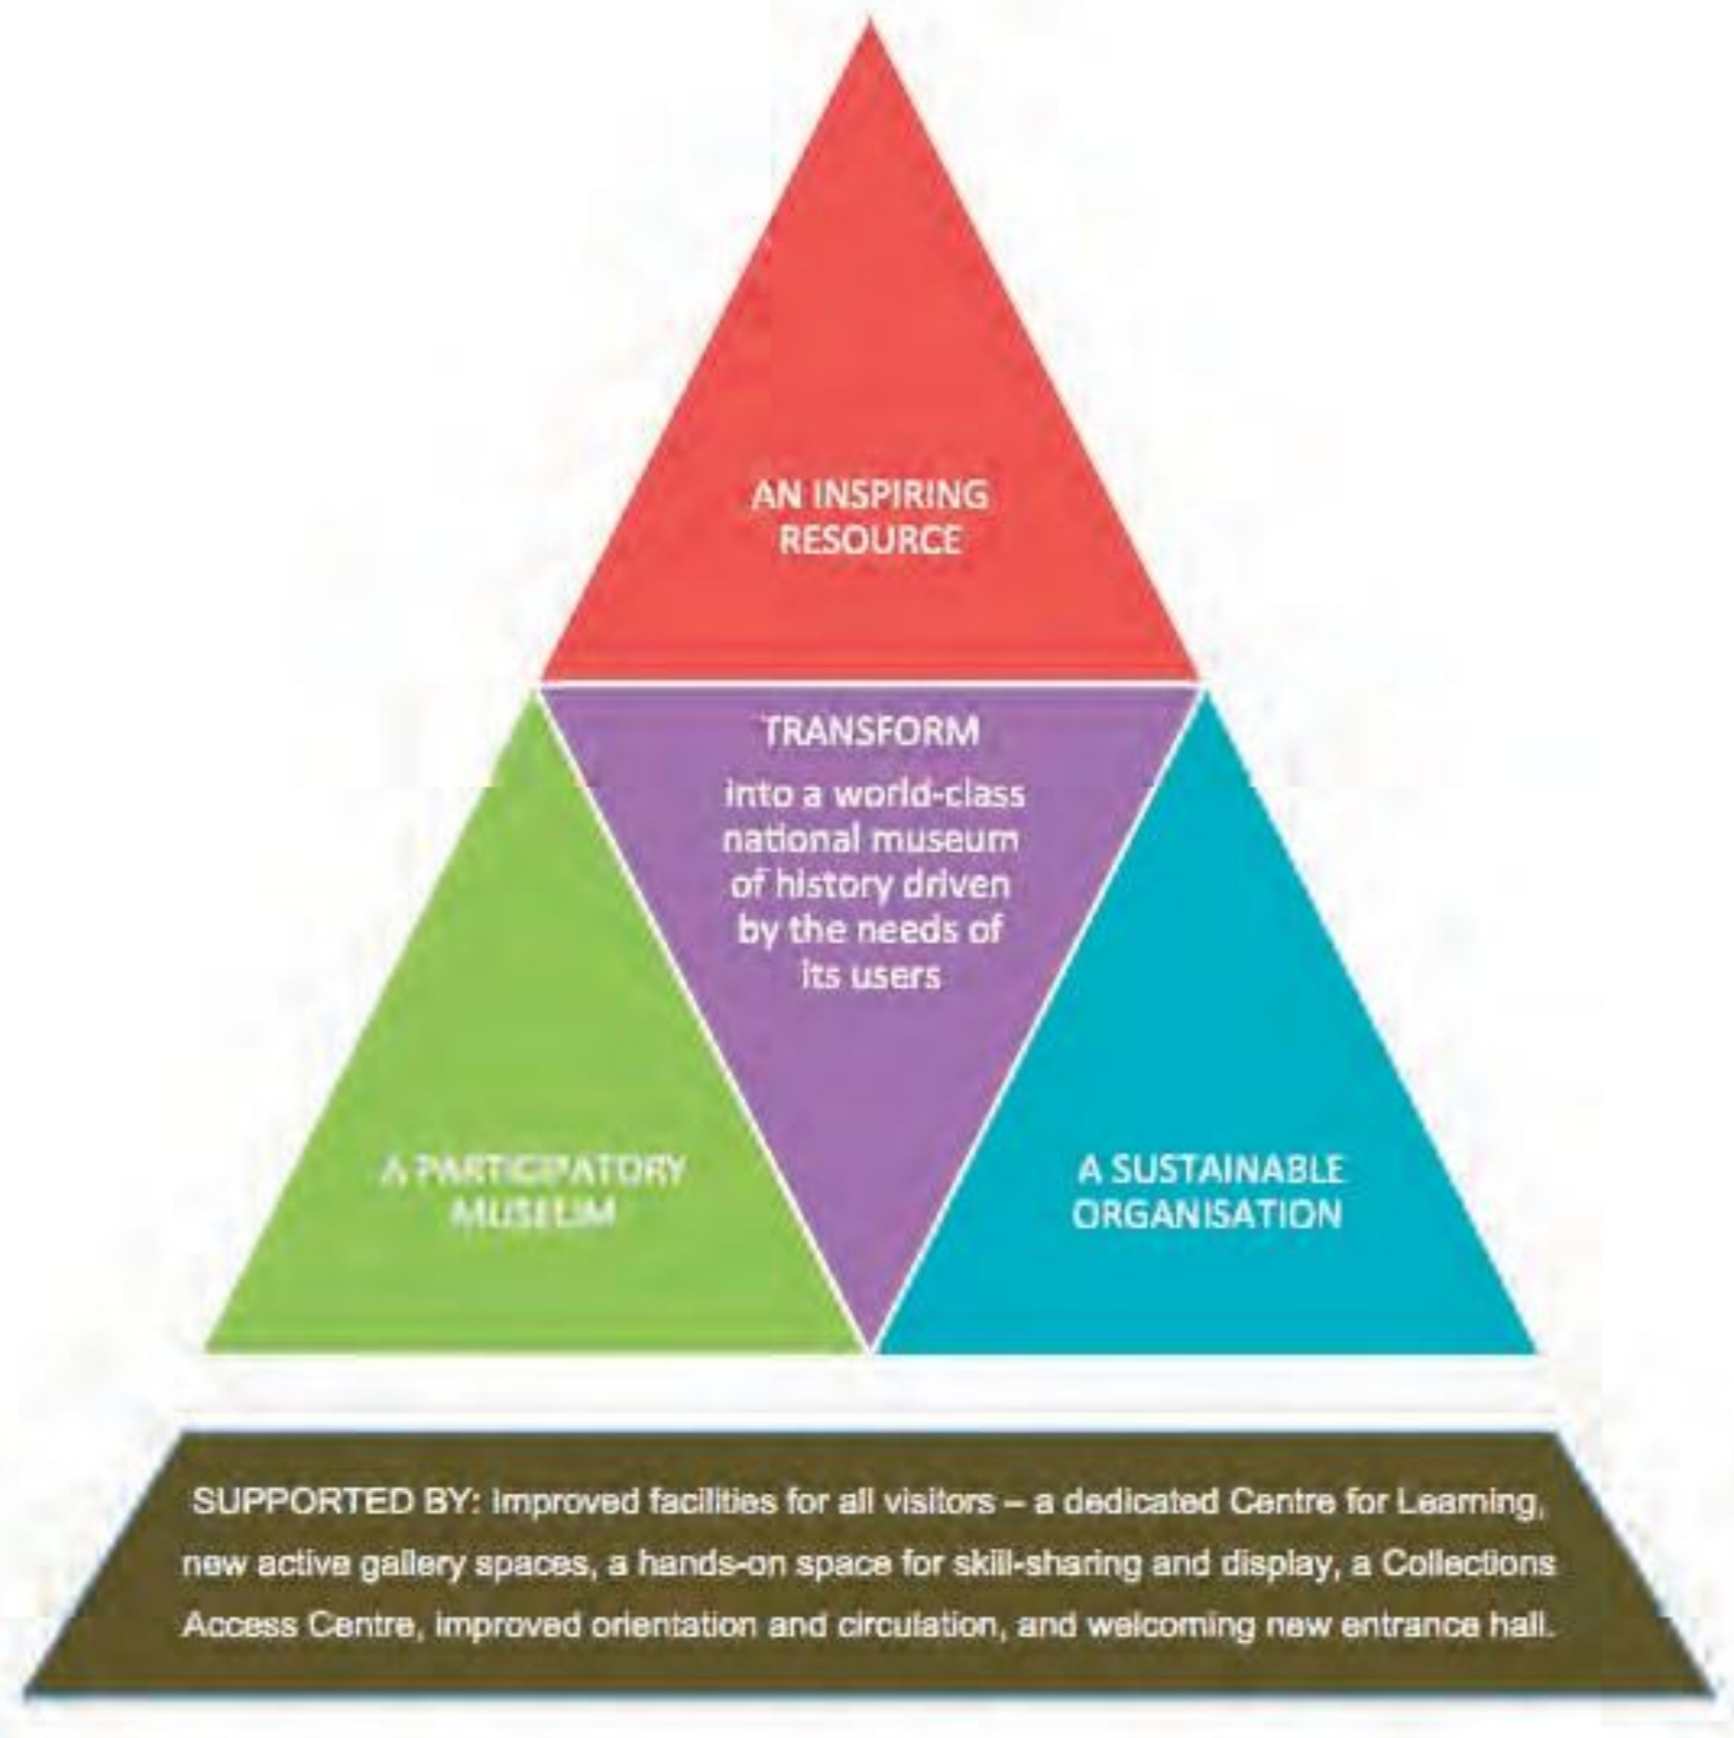 AN INSPIRING
RESOURCE
TRANSFORM
into a world-class
national museum
of history driven
by the needs of
its users
A PARTICIPATORY
MUSEUM
A SUSTAINABLE
ORGANISATION
SUPPORTED BY: Improved facilities for all visitors – a dedicated Centre for Learning,
new active gallery spaces, a hands-on space for skill-sharing and display, a Collections
Access Centre, improved orientation and circulation, and welcoming new entrance hall.